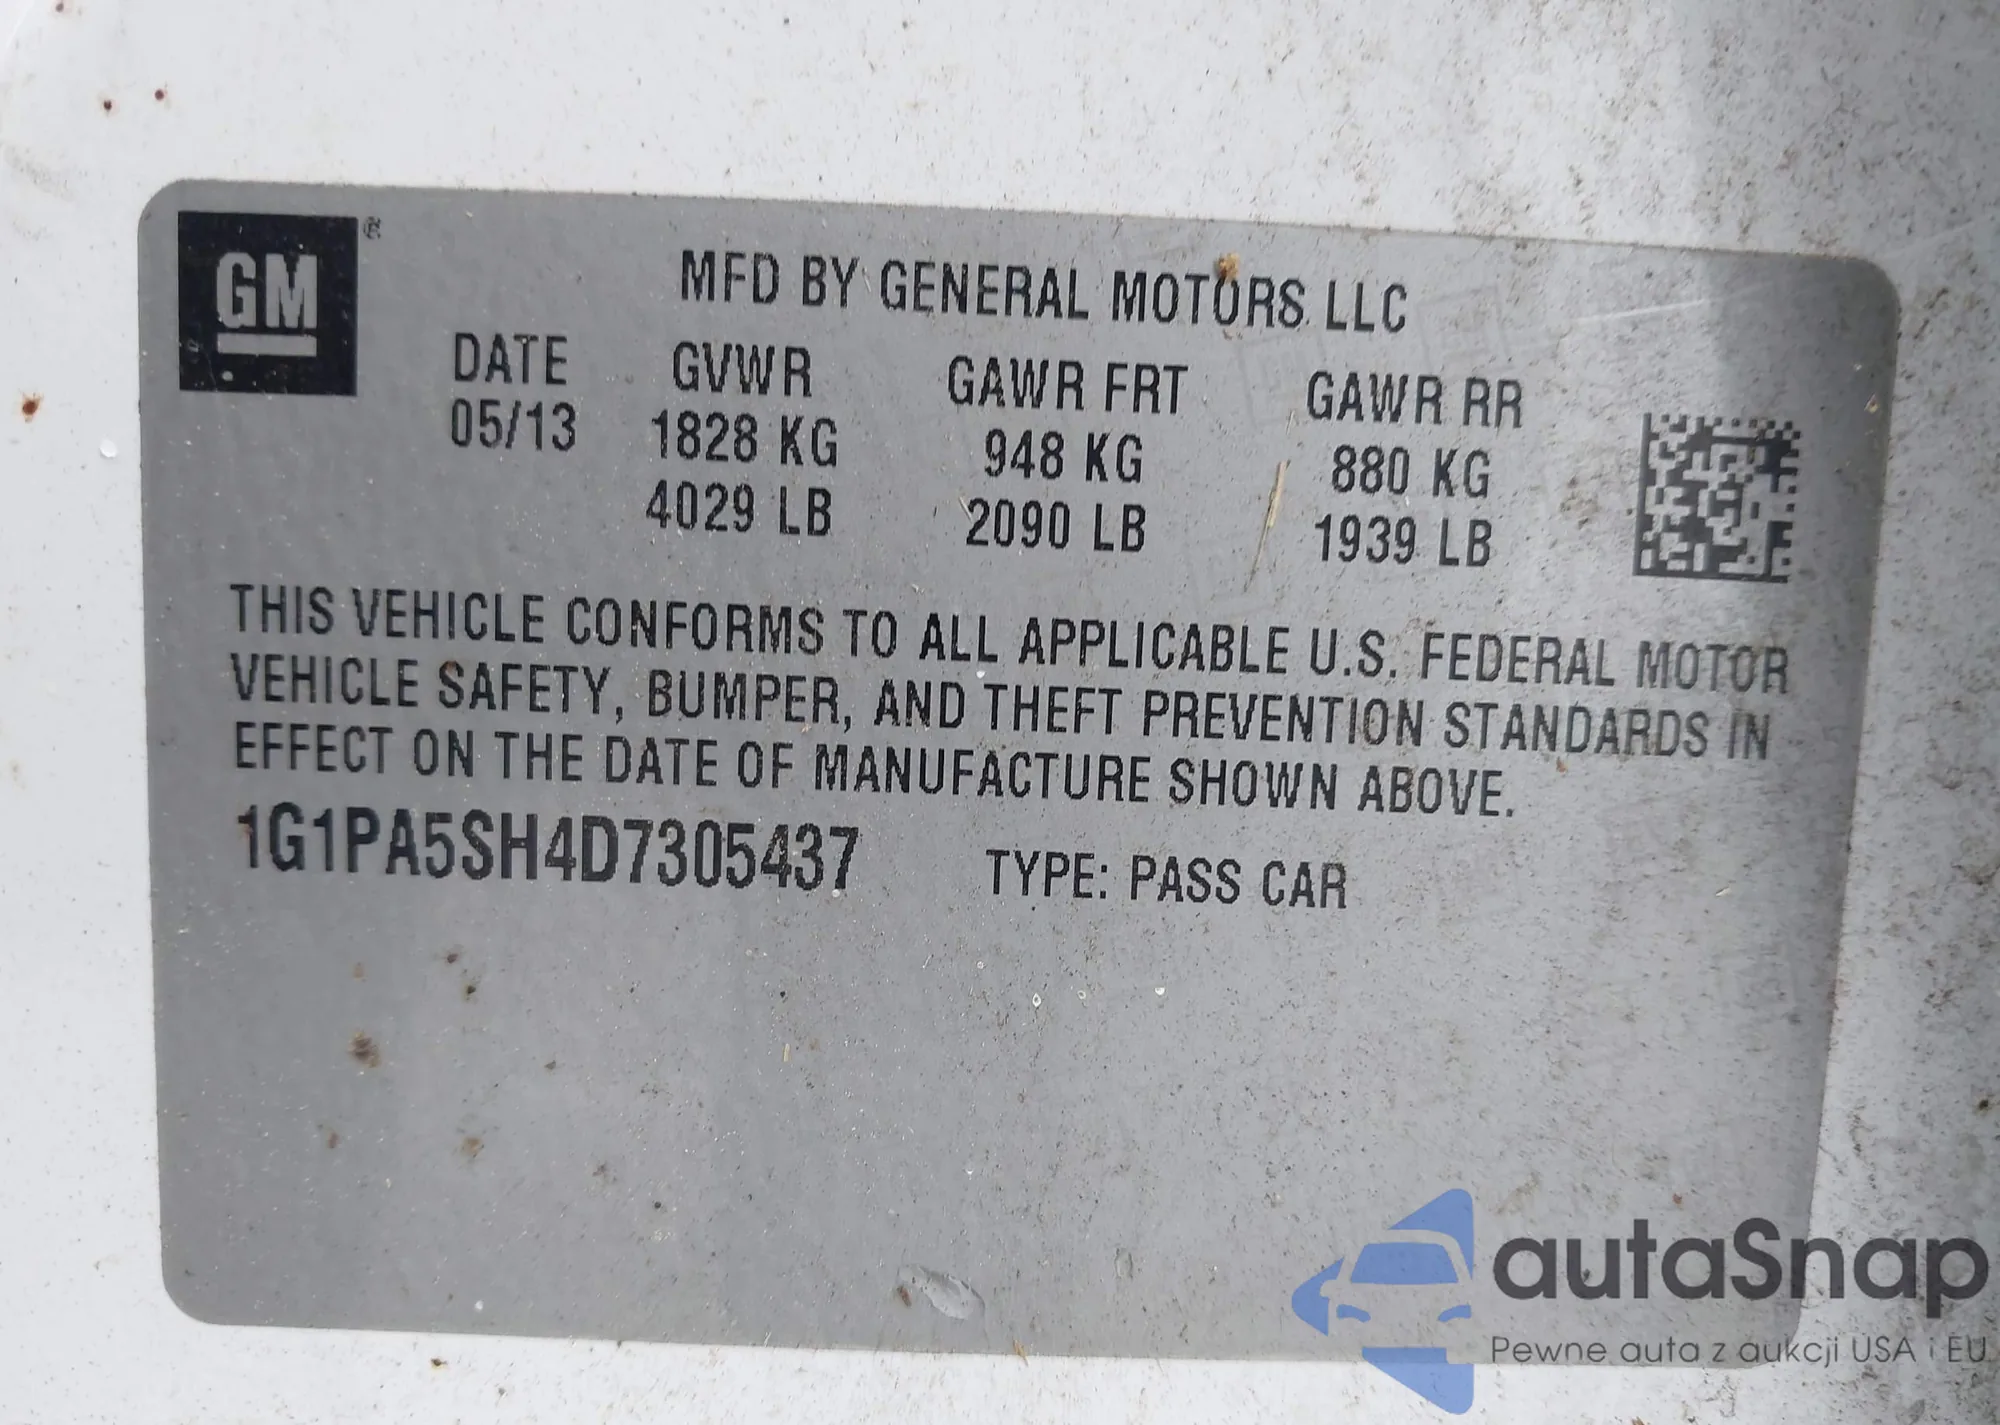 GM ®
MFD BY GENERAL MOTORS LLC
DATE GVWR GAWR FRT GAWR RR
05/13 1828 KG 948 KG 880 KG
4029 LB 2090 LB 1939 LB
THIS VEHICLE CONFORMS TO ALL APPLICABLE U.S. FEDERAL MOTOR
VEHICLE SAFETY, BUMPER, AND THEFT PREVENTION STANDARDS IN
EFFECT ON THE DATE OF MANUFACTURE SHOWN ABOVE.
1G1PA5SH4D7305437 TYPE: PASS CAR
autaSnap
Pewne auta z aukcji USA i EU